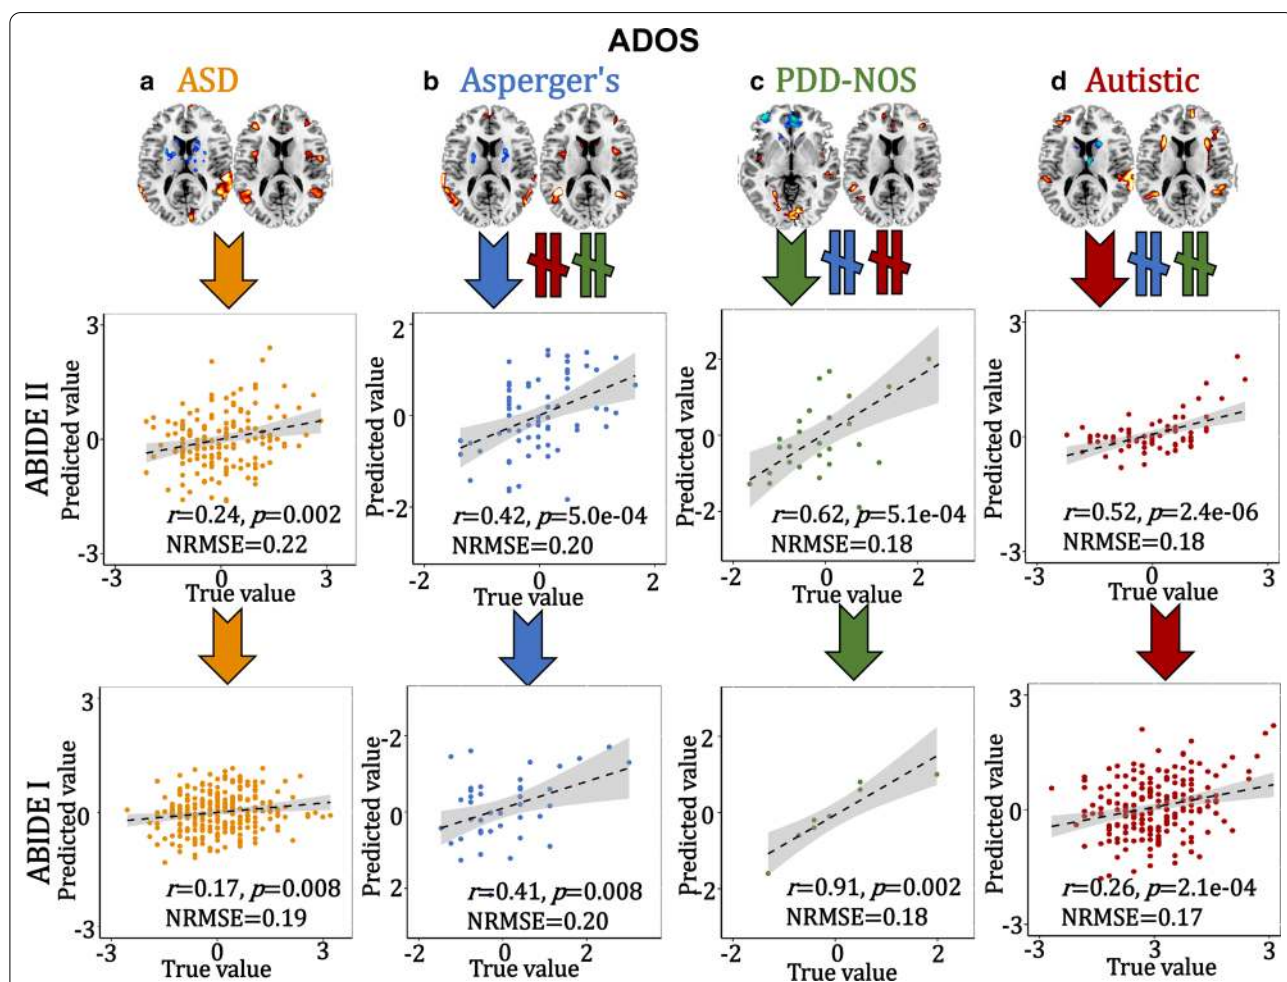 ADOS
a ASD
b Asperger's
c PDD-NOS
d Autistic
ABIDE II
Predicted value
3
0
-3
r=0.24, p=0.002
NRMSE=0.22
-3 0 3
True value
Predicted value
2
0
-2
r=0.42, p=5.0e-04
NRMSE=0.20
-2 0 2
True value
Predicted value
2
0
-2
r=0.62, p=5.1e-04
NRMSE=0.18
-2 0 2
True value
Predicted value
3
0
-3
r=0.52, p=2.4e-06
NRMSE=0.18
-3 0 3
True value
ABIDE I
Predicted value
3
0
-3
r=0.17, p=0.008
NRMSE=0.19
-3 0 3
True value
Predicted value
-2
0
2
r=0.41, p=0.008
NRMSE=0.20
-2 0 2
True value
Predicted value
2
0
-2
r=0.91, p=0.002
NRMSE=0.18
-2 0 2
True value
Predicted value
3
0
-3
r=0.26, p=2.1e-04
NRMSE=0.17
-3 3 3
True value